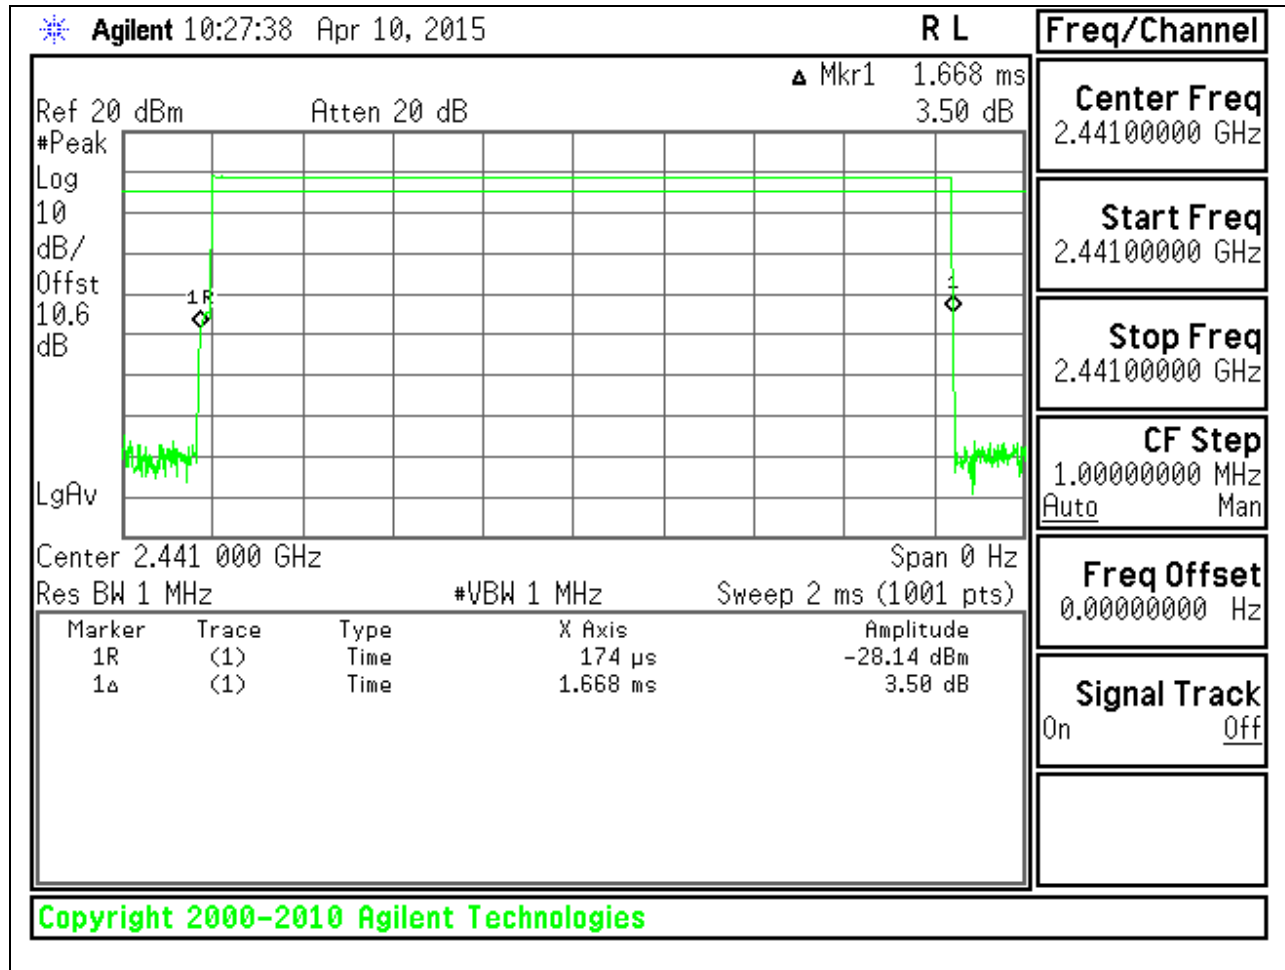 Agilent 10:27:38 Apr 10, 2015 R L
Δ Mkr1 1.668 ms
Ref 20 dBm Atten 20 dB 3.50 dB
#Peak
Log
10
dB/
Offst
10.6
dB
LgAv
1R
1
Center 2.441 000 GHz Span 0 Hz
Res BW 1 MHz #VBW 1 MHz Sweep 2 ms (1001 pts)
Marker Trace Type X Axis Amplitude
1R (1) Time 174 µs -28.14 dBm
1Δ (1) Time 1.668 ms 3.50 dB
Freq/Channel
Center Freq
2.44100000 GHz
Start Freq
2.44100000 GHz
Stop Freq
2.44100000 GHz
CF Step
1.00000000 MHz
Auto Man
Freq Offset
0.00000000 Hz
Signal Track
On Off
Copyright 2000-2010 Agilent Technologies